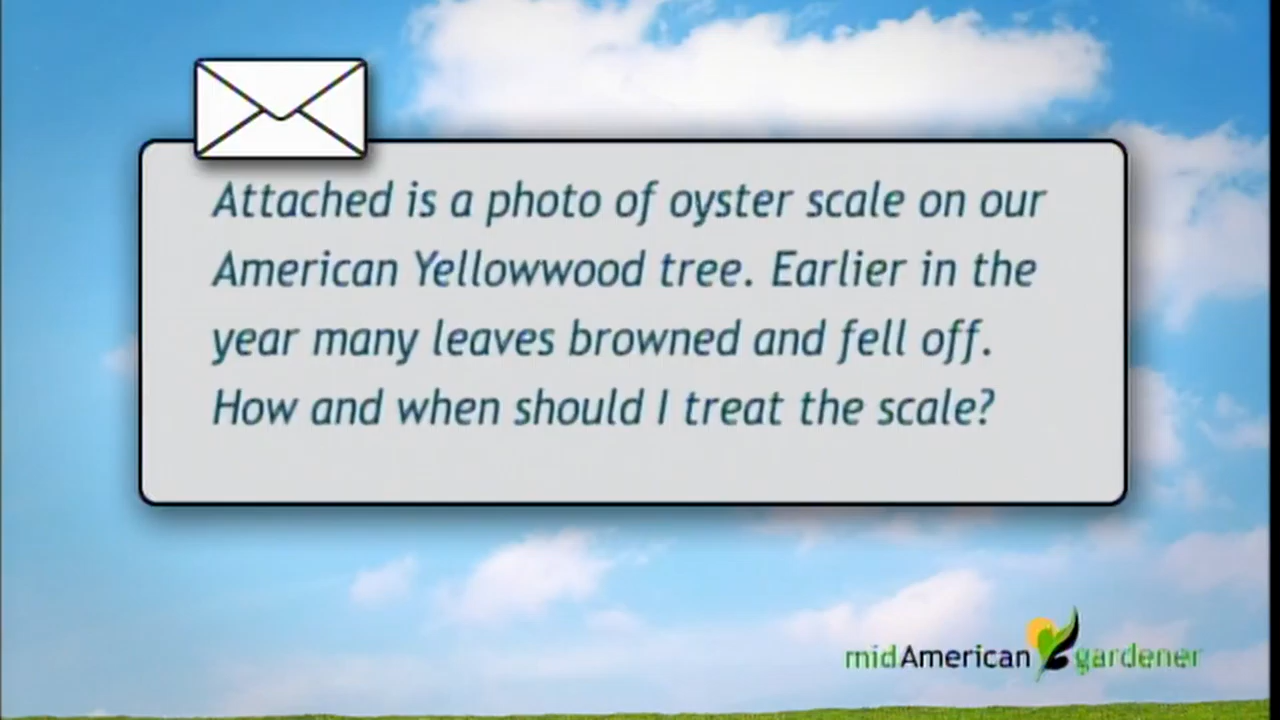 Attached is a photo of oyster scale on our
American Yellowwood tree. Earlier in the
year many leaves browned and fell off.
How and when should I treat the scale?
midAmerican gardener